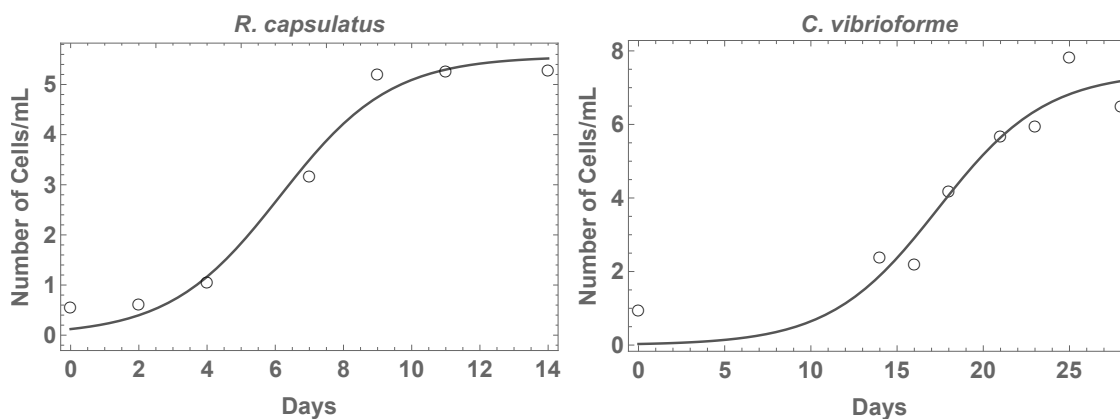 R. capsulatus
Number of Cells/mL
5
4
3
2
1
0
0 2 4 6 8 10 12 14
Days
C. vibrioforme
Number of Cells/mL
8
6
4
2
0
0 5 10 15 20 25
Days